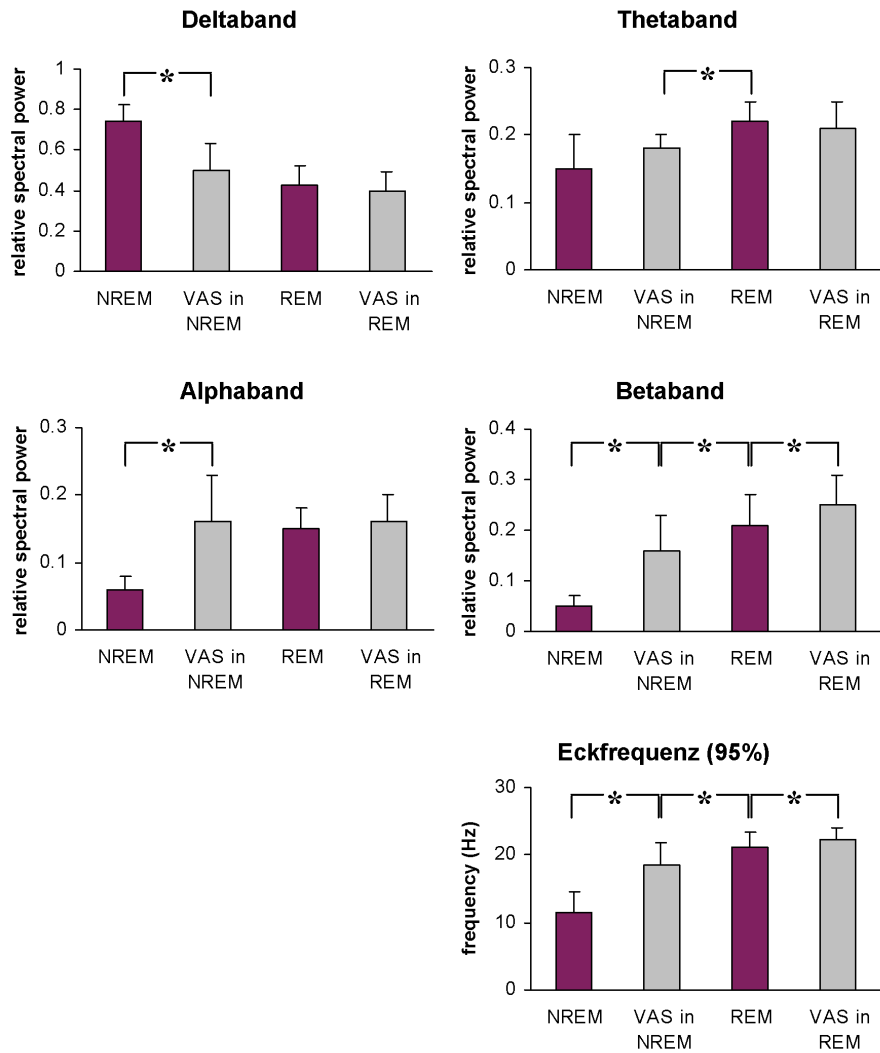 Deltaband
relative spectral power
1
0.8
0.6
0.4
0.2
0
*
NREM
VAS in
NREM
REM
VAS in
REM
Thetaband
relative spectral power
0.3
0.2
0.1
0
*
NREM
VAS in
NREM
REM
VAS in
REM
Alphaband
relative spectral power
0.3
0.2
0.1
0
*
NREM
VAS in
NREM
REM
VAS in
REM
Betaband
relative spectral power
0.4
0.3
0.2
0.1
0
* * *
NREM
VAS in
NREM
REM
VAS in
REM
Eckfrequenz (95%)
frequency (Hz)
30
20
10
0
* * *
NREM
VAS in
NREM
REM
VAS in
REM